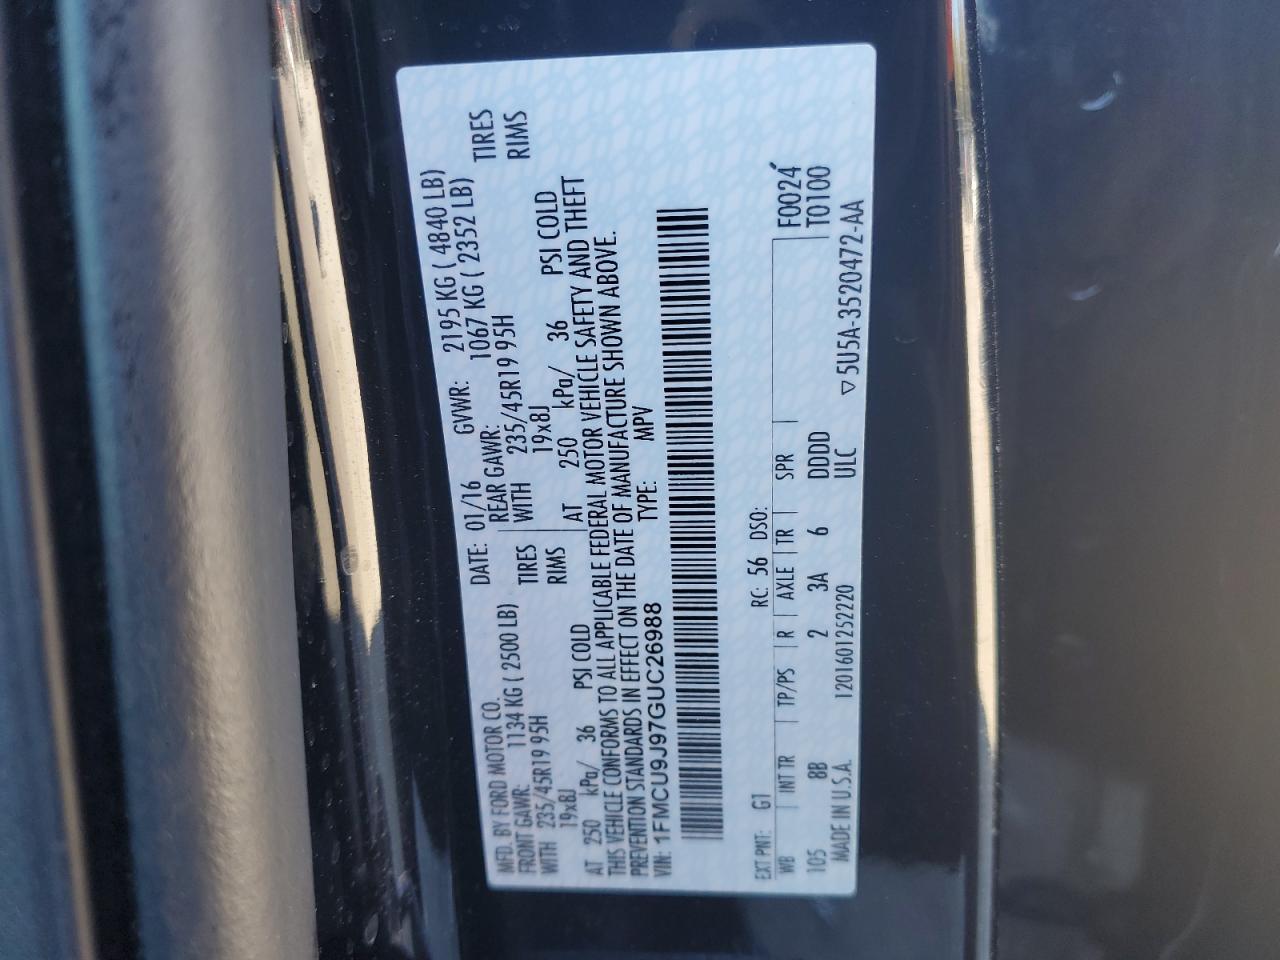 MFD. BY FORD MOTOR CO.
DATE: 01/16 GVWR: 2195 KG ( 4840 LB)
FRONT GAWR: 1134 KG ( 2500 LB) REAR GAWR: 1067 KG ( 2352 LB)
WITH 235/45R19 95H TIRES WITH 235/45R19 95H TIRES
19x8J RIMS 19x8J RIMS
AT 250 kPa/ 36 PSI COLD AT 250 kPa/ 36 PSI COLD
THIS VEHICLE CONFORMS TO ALL APPLICABLE FEDERAL MOTOR VEHICLE SAFETY AND THEFT
PREVENTION STANDARDS IN EFFECT ON THE DATE OF MANUFACTURE SHOWN ABOVE.
VIN: 1FMCU9J97GUC26988 TYPE: MPV
EXT PNT: G1 RC: 56 DSO: F0024
WB INT TR TP/PS R AXLE TR SPR T0100
105 8B 2 3A 6 DDDD
ULC
MADE IN U.S.A. 1201601252220 ▽5U5A-3520472-AA